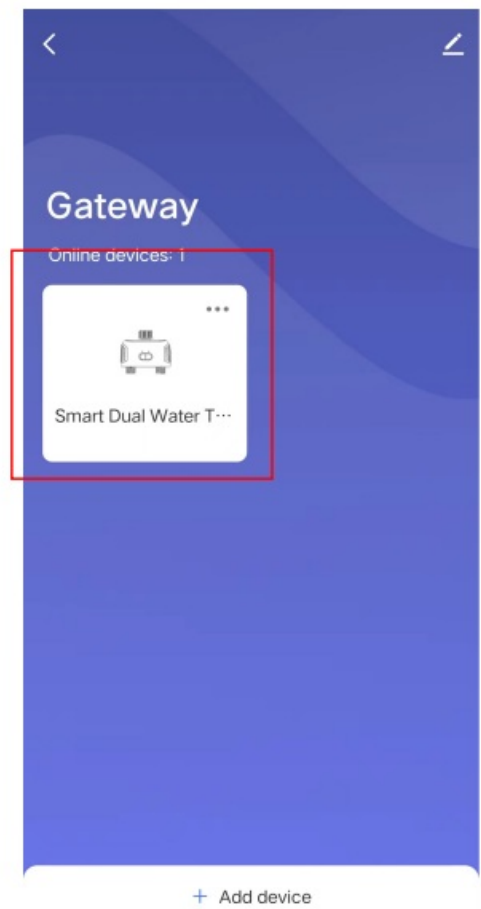 Gateway
Online devices: 1
Smart Dual Water T···
+ Add device